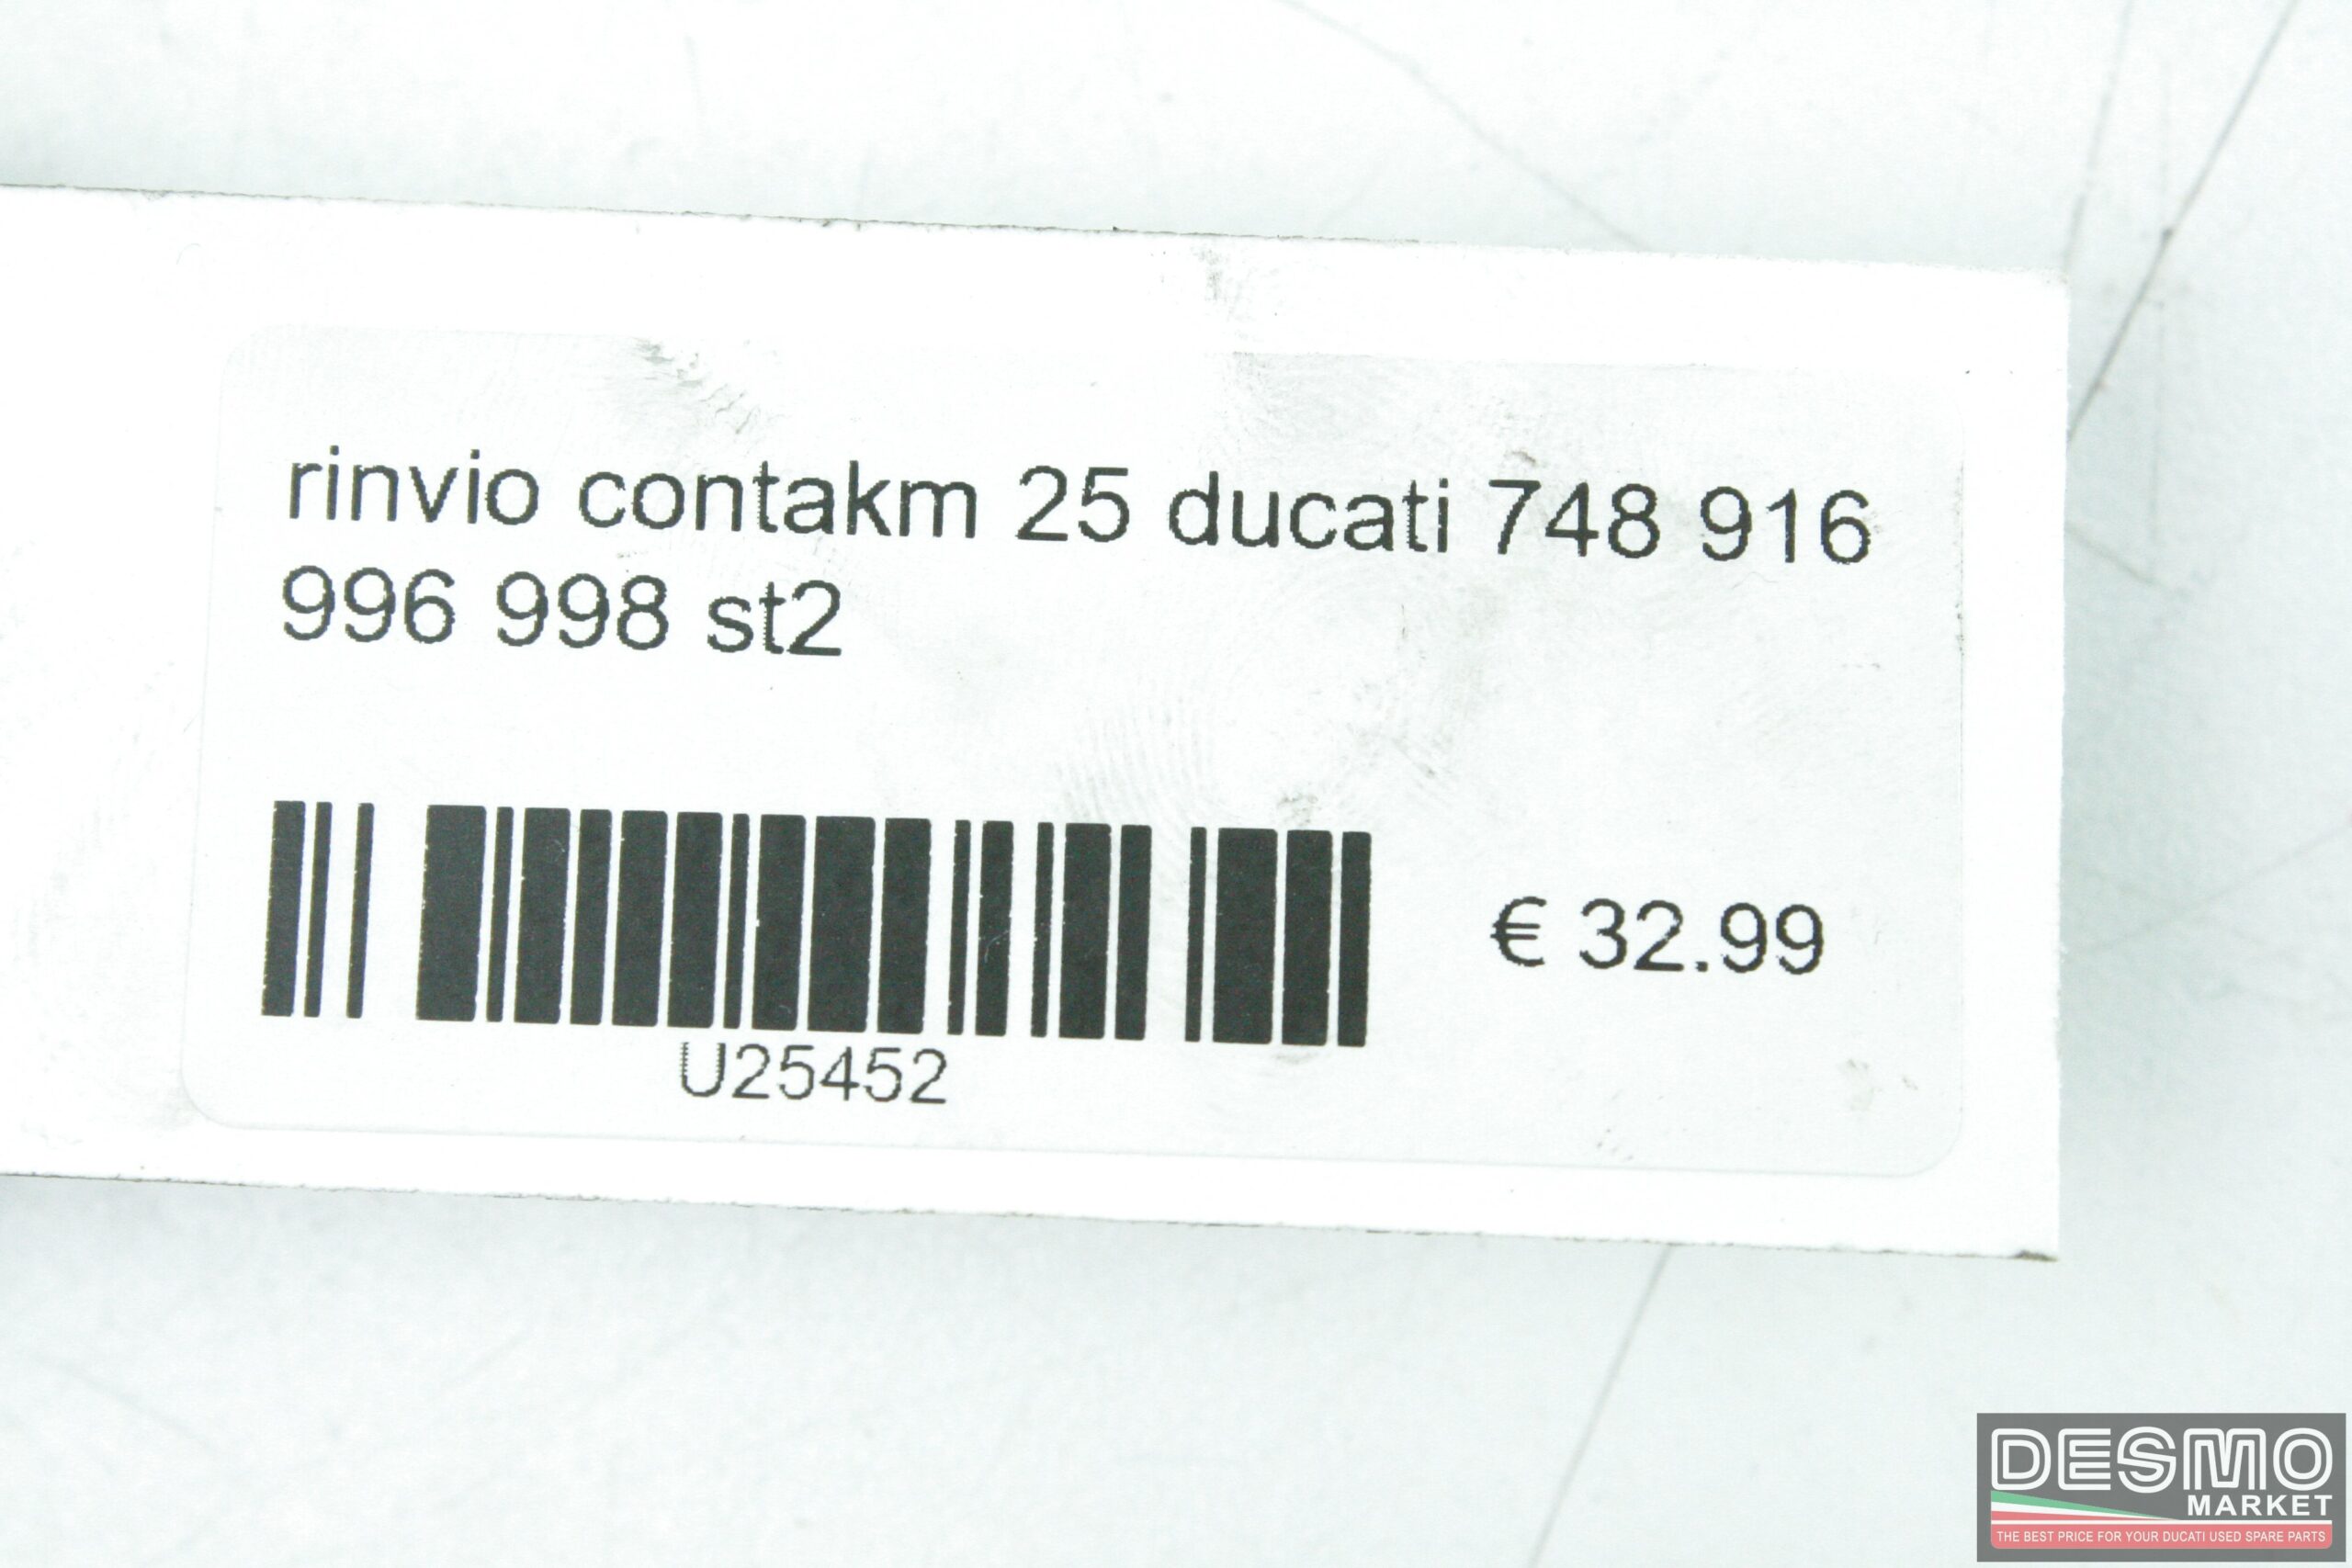 rinvio contakm 25 ducati 748 916
996 998 st2
€ 32.99
U25452
DESMO
MARKET
THE BEST PRICE FOR YOUR DUCATI USED SPARE PARTS